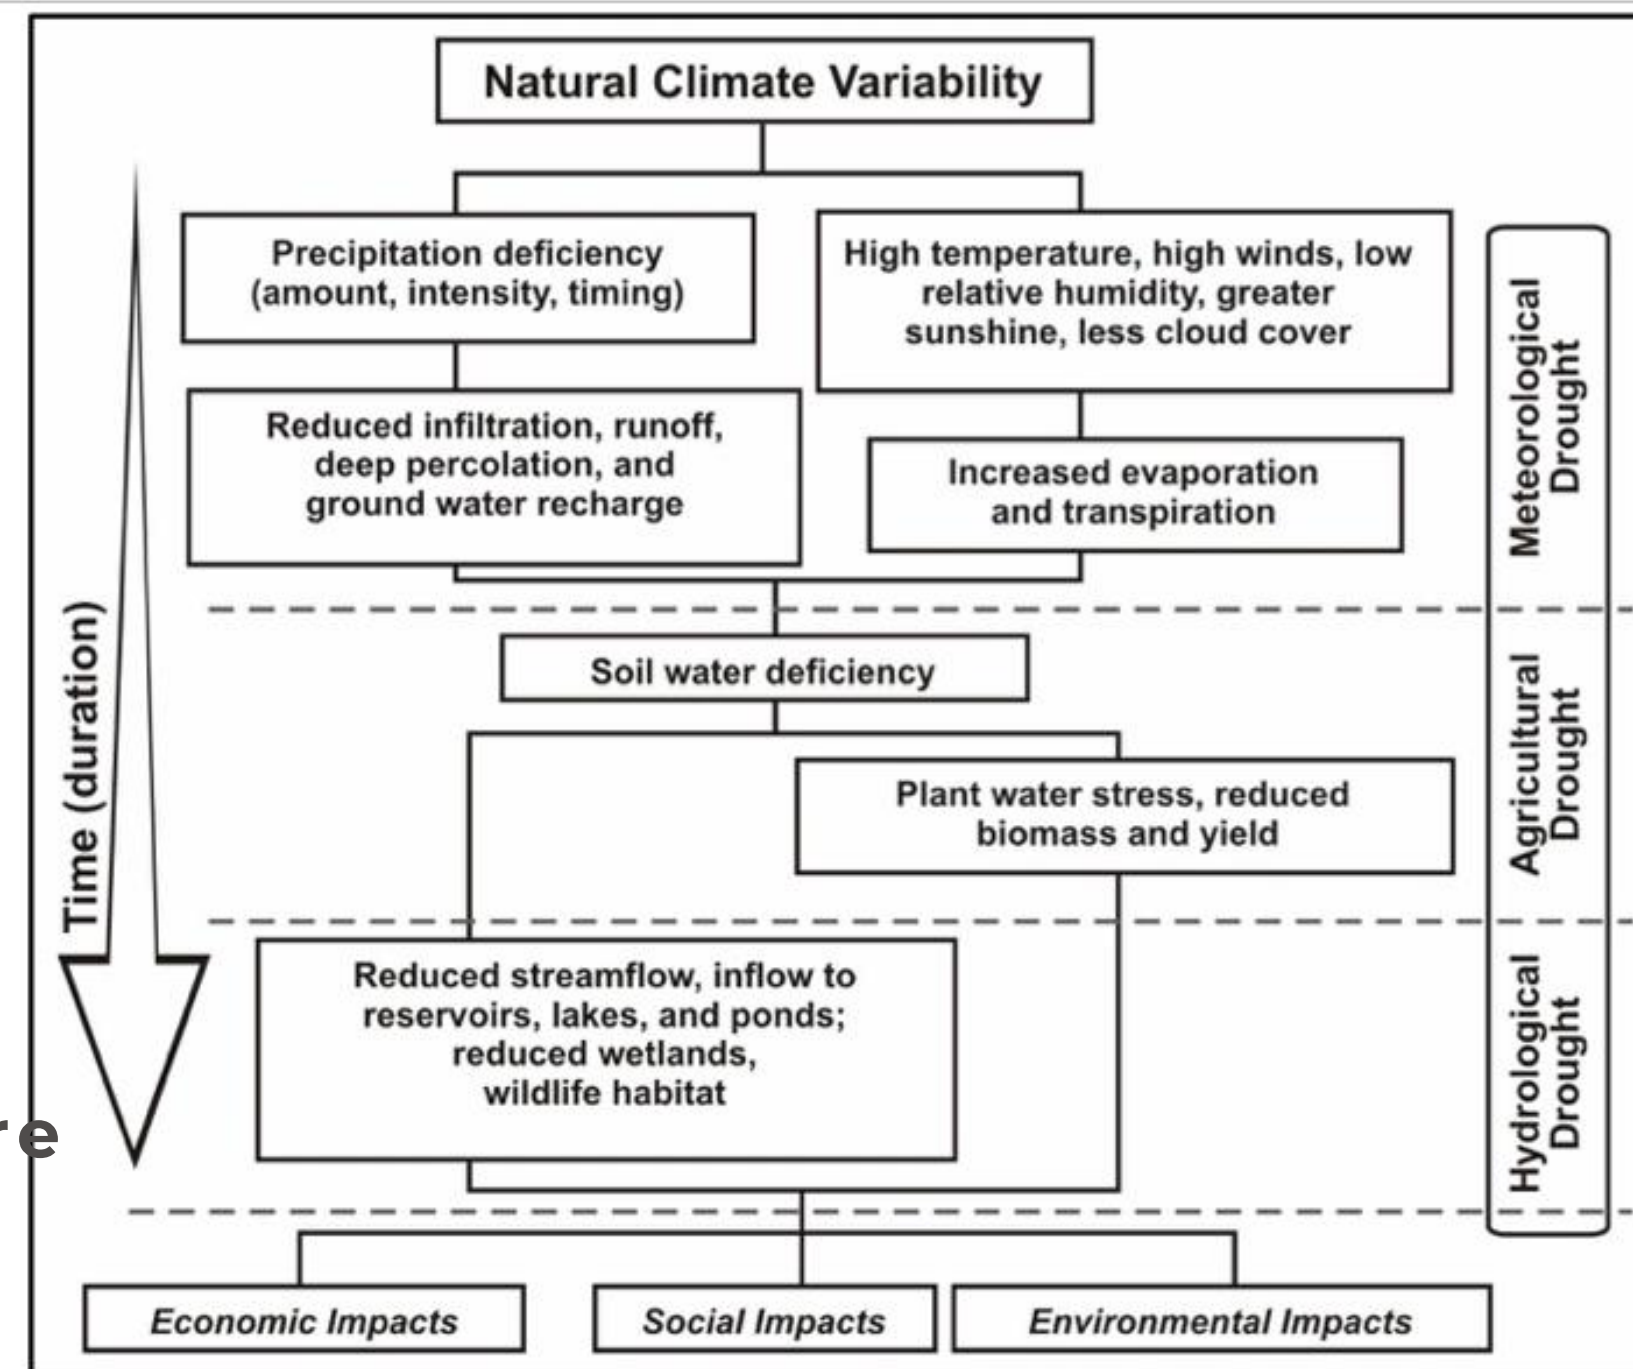 Natural Climate Variability
Precipitation deficiency
(amount, intensity, timing)
High temperature, high winds, low
relative humidity, greater
sunshine, less cloud cover
Reduced infiltration, runoff,
deep percolation, and
ground water recharge
Increased evaporation
and transpiration
Meteorological
Drought
Time (duration)
Soil water deficiency
Plant water stress, reduced
biomass and yield
Agricultural
Drought
Reduced streamflow, inflow to
reservoirs, lakes, and ponds;
reduced wetlands,
wildlife habitat
Hydrological
Drought
Economic Impacts
Social Impacts
Environmental Impacts